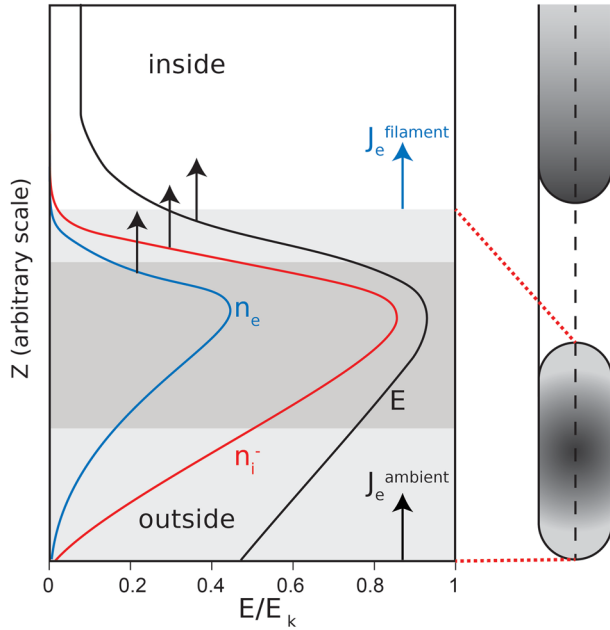 inside
J_e^filament
n_e
E
n_i^-
J_e^ambient
outside
Z (arbitrary scale)
0 0.2 0.4 0.6 0.8 1
E/E_k